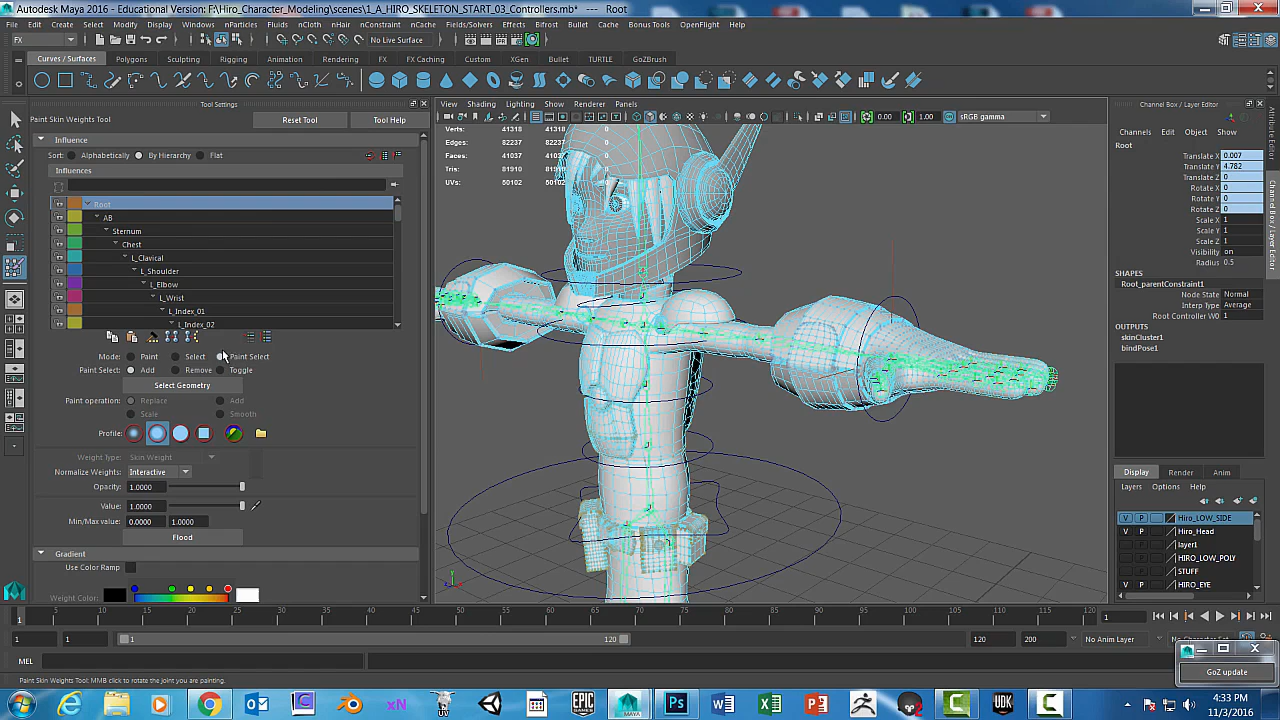 Autodesk Maya 2016 - Educational Version: F:\Hiro_Character_Modeling\scenes\1_A_HIRO_SKELETON_START_03_Controllers.mb* --- Root
File Edit Create Select Modify Display Windows nParticles Fluids nCloth nHair nConstraint nCache Fields/Solvers Effects Bifrost Bullet Cache Bonus Tools OpenFlight Help
FX No Live Surface
Curves / Surfaces Polygons Sculpting Rigging Animation Rendering FX FX Caching Custom XGen Bullet TURTLE GoZBrush
Tool Settings
Paint Skin Weights Tool Reset Tool Tool Help
Influence
Sort: Alphabetically By Hierarchy Flat
Influences
Root
AB
Sternum
Chest
L_Clavical
L_Shoulder
L_Elbow
L_Wrist
L_Index_01
L_Index_02
Mode: Paint Select Paint Select
Paint Select: Add Remove Toggle
Select Geometry
Paint operation: Replace Add
Scale Smooth
Profile:
Weight Type: Skin Weight
Normalize Weights: Interactive
Opacity: 1.0000
Value: 1.0000
Min/Max value: 0.0000 1.0000
Flood
Gradient
Use Color Ramp
Weight Color:
View Shading Lighting Show Renderer Panels
0.00 1.00 sRGB gamma
Verts: 41318 41318 0
Edges: 82237 82237 0
Faces: 41037 41037 0
Tris: 81910 81910 0
UVs: 50102 50102 0
Channel Box / Layer Editor
Channels Edit Object Show
Root
Translate X 0.007
Translate Y 4.782
Translate Z 0
Rotate X 0
Rotate Y 0
Rotate Z 0
Scale X 1
Scale Y 1
Scale Z 1
Visibility on
Radius 0.5
SHAPES
Root_parentConstraint1
Node State Normal
Interp Type Average
Root Controller W0 1
OUTPUTS
skinCluster1
bindPose1
Attribute Editor
Channel Box / Layer Editor
Display Render Anim
Layers Options Help
V P Hiro_LOW_SIDE
V P Hiro_Head
layer1
HIRO_LOW_POLY
STUFF
V P HIRO_EYE
5 10 15 20 25 30 35 40 45 50 55 60 65 70 75 80 85 90 95 100 105 110 115 120
1
1 1 1 120 120 200 No Anim Layer
MEL
Paint Skin Weights Tool: MMB click to rotate the joint you are painting.
GoZ update
4:33 PM
11/3/2016